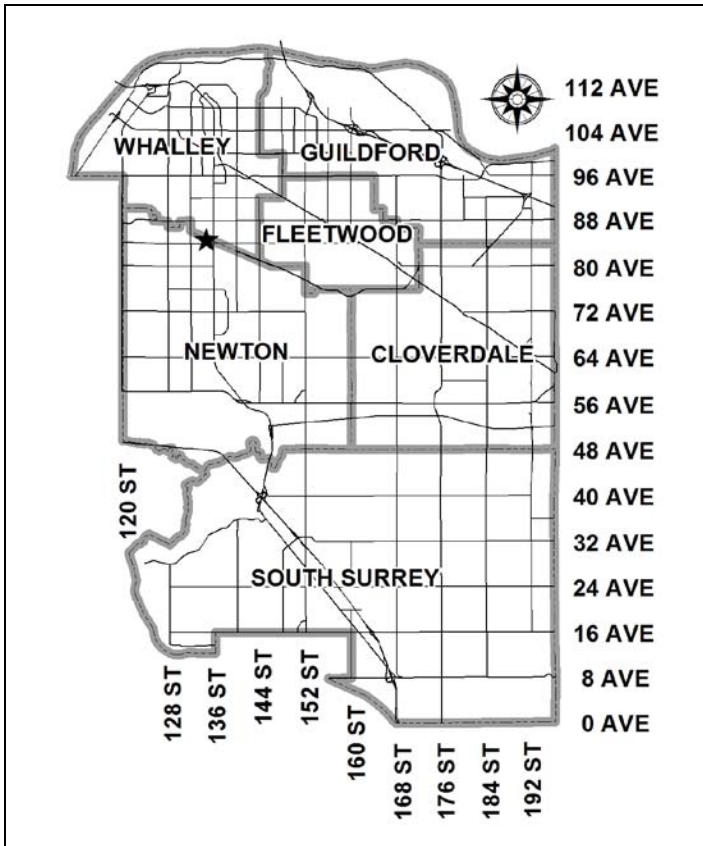 112 AVE
104 AVE
WHALLEY
GUILDFORD
96 AVE
88 AVE
FLEETWOOD
80 AVE
72 AVE
NEWTON
CLOVERDALE
64 AVE
56 AVE
48 AVE
120 ST
40 AVE
32 AVE
SOUTH SURREY
24 AVE
16 AVE
8 AVE
0 AVE
128 ST
136 ST
144 ST
152 ST
160 ST
168 ST
176 ST
184 ST
192 ST